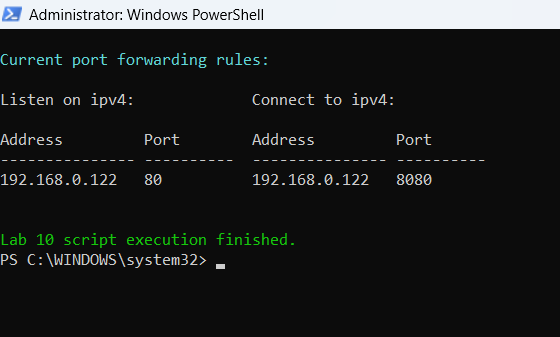 Administrator: Windows PowerShell
Current port forwarding rules:
Listen on ipv4:             Connect to ipv4:
Address         Port        Address         Port
--------------- ----------  --------------- ----------
192.168.0.122   80          192.168.0.122   8080
Lab 10 script execution finished.
PS C:\WINDOWS\system32>